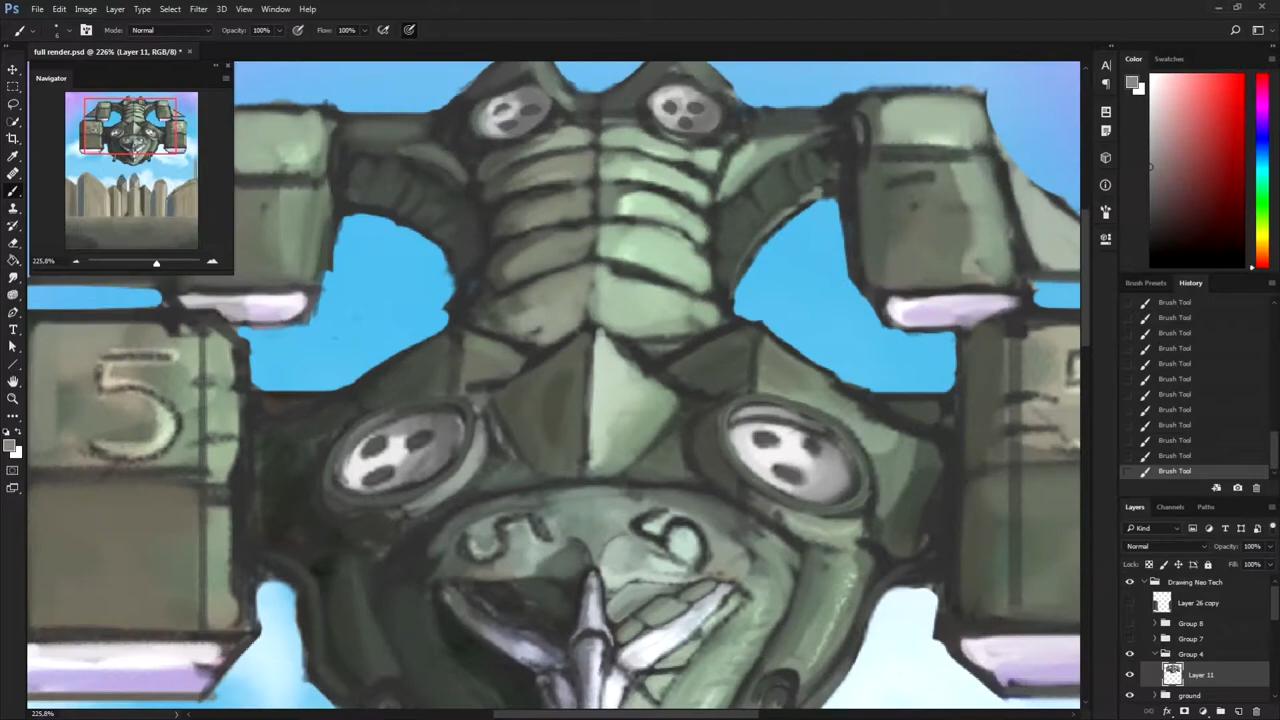 Ps File Edit Image Layer Type Select Filter 3D View Window Help
6 Mode: Normal Opacity: 100% Flow: 100%
full render.psd @ 226% (Layer 11, RGB/8) * ×
Navigator
225,8%
5
5
Color Swatches
Brush Presets History
Brush Tool
Brush Tool
Brush Tool
Brush Tool
Brush Tool
Brush Tool
Brush Tool
Brush Tool
Brush Tool
Brush Tool
Brush Tool
Brush Tool
Layers Channels Paths
Kind
Normal Opacity: 100%
Lock: Fill: 100%
Drawing Neo Tech
Layer 26 copy
Group 8
Group 7
Group 4
Layer 11
ground
225,8%